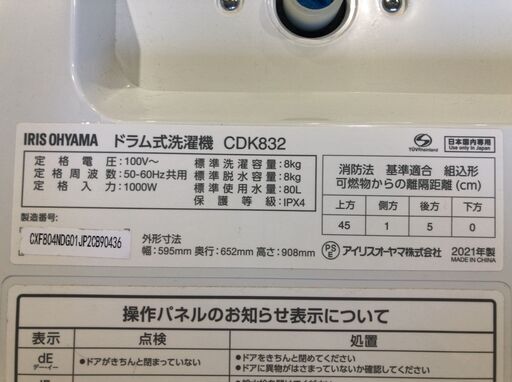 IRIS OHYAMA ドラム式洗濯機 CDK832
定格電圧:100V～ 標準洗濯容量:8kg
定格周波数:50-60Hz共用 標準脱水容量:8kg
定格入力:1000W 標準使用水量:80L
保護等級:IPX4
製造番号:
CXF804NDG01JP2CB90436
外形寸法
幅:595mm 奥行:652mm 高さ:908mm
TÜVRheinland
日本国内専用
Use only in Japan
消防法 基準適合 組込形
可燃物からの離隔距離(cm)
上方 側方 後方 下方
45 1 5 0
PSE アイリスオーヤマ株式会社 2021年製
MADE IN CHINA
操作パネルのお知らせ表示について
表示 点検 処置
dE ●ドアがきちんと閉まっていない ●ドアをきちんと閉めてください
デー・イー ●ドアに異物がはさまっていないか確認してください